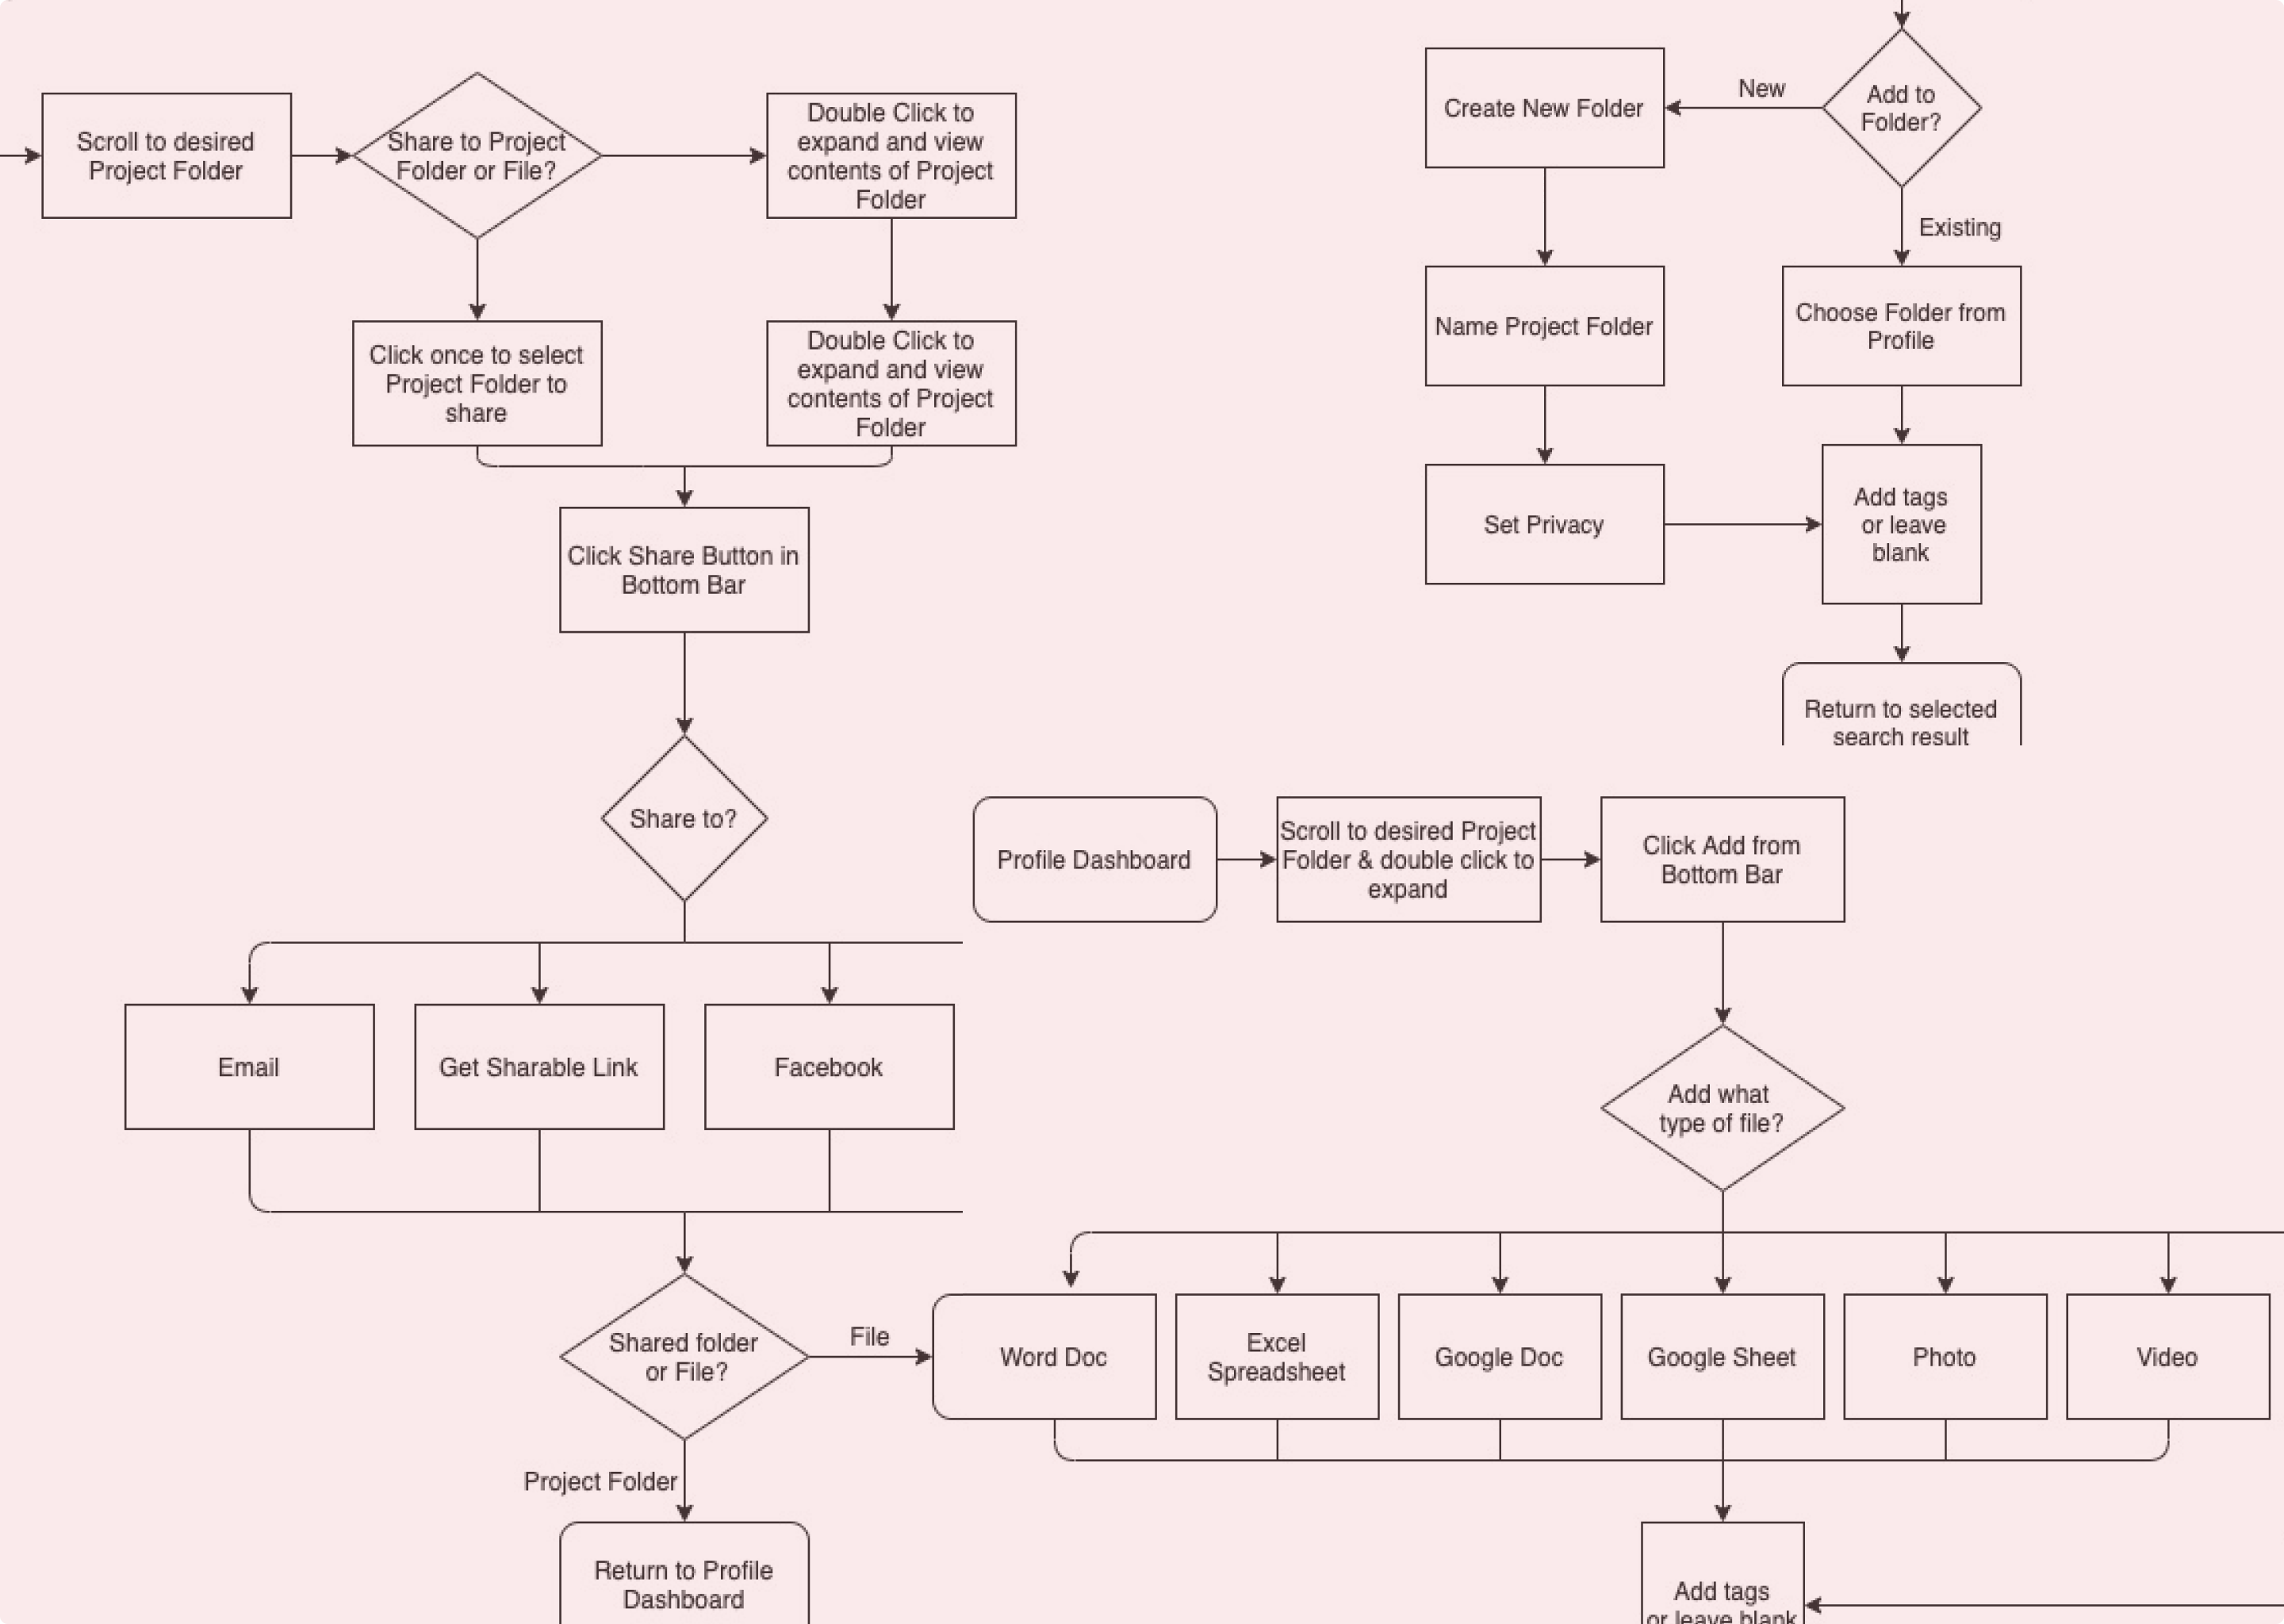 Scroll to desired
Project Folder
Share to Project
Folder or File?
Double Click to
expand and view
contents of Project
Folder
Click once to select
Project Folder to
share
Double Click to
expand and view
contents of Project
Folder
Click Share Button in
Bottom Bar
Share to?
Email
Get Sharable Link
Facebook
Shared folder
or File?
File
Project Folder
Return to Profile
Dashboard
Add to
Folder?
New
Create New Folder
Existing
Name Project Folder
Choose Folder from
Profile
Set Privacy
Add tags
or leave
blank
Return to selected
search result
Profile Dashboard
Scroll to desired Project
Folder & double click to
expand
Click Add from
Bottom Bar
Add what
type of file?
Word Doc
Excel
Spreadsheet
Google Doc
Google Sheet
Photo
Video
Add tags
or leave blank